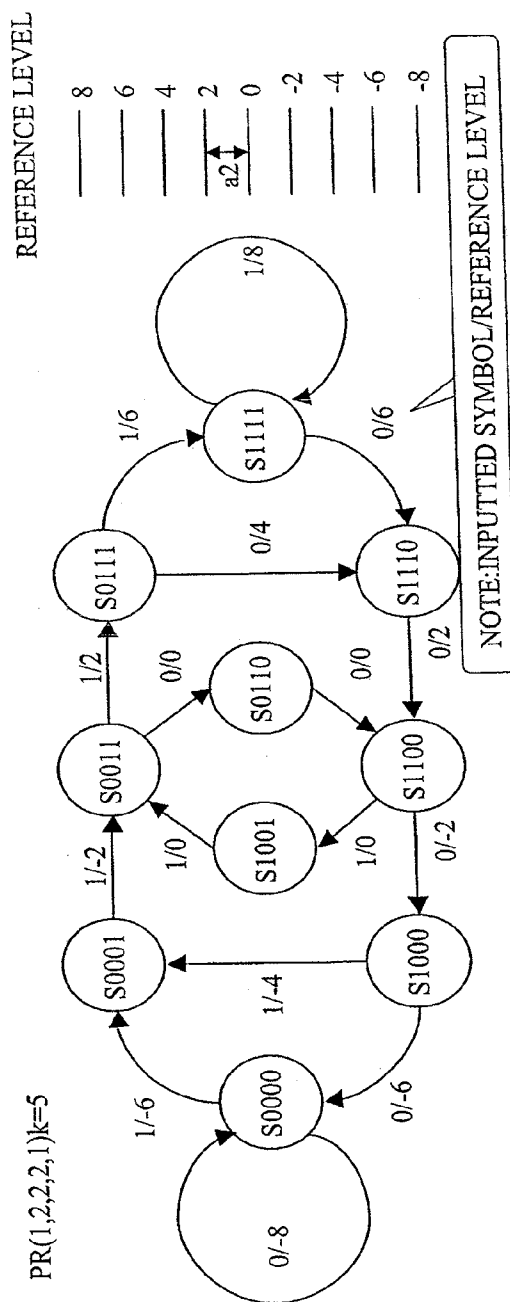 PR(1,2,2,2,1)k=5
REFERENCE LEVEL
8
6
4
2
0
-2
-4
-6
-8
a2
S0001
1/-2
S0011
1/2
S0111
1/6
1/-6
1/0
0/0
S0000
0/-8
1/-4
S1001
S0110
0/4
S1111
1/8
1/0
0/0
0/-6
S1000
0/-2
S1100
0/2
S1110
0/6
NOTE:INPUTTED SYMBOL/REFERENCE LEVEL